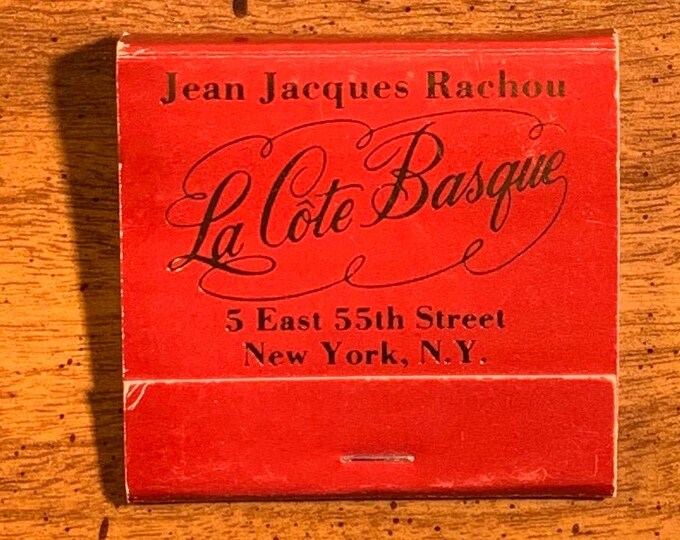 Jean Jacques Rachou
La Côte Basque
5 East 55th Street
New York, N.Y.